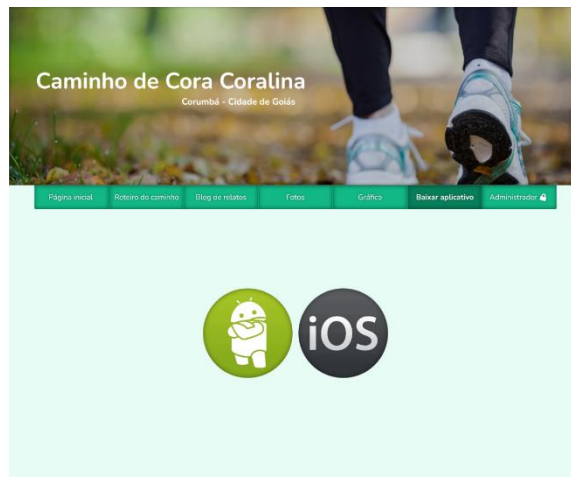 Caminho de Cora Coralina
Corumbá - Cidade de Goiás
Página inicial Roteiro do caminho Blog de relatos Fotos Gráfico Baixar aplicativo Administrador
iOS